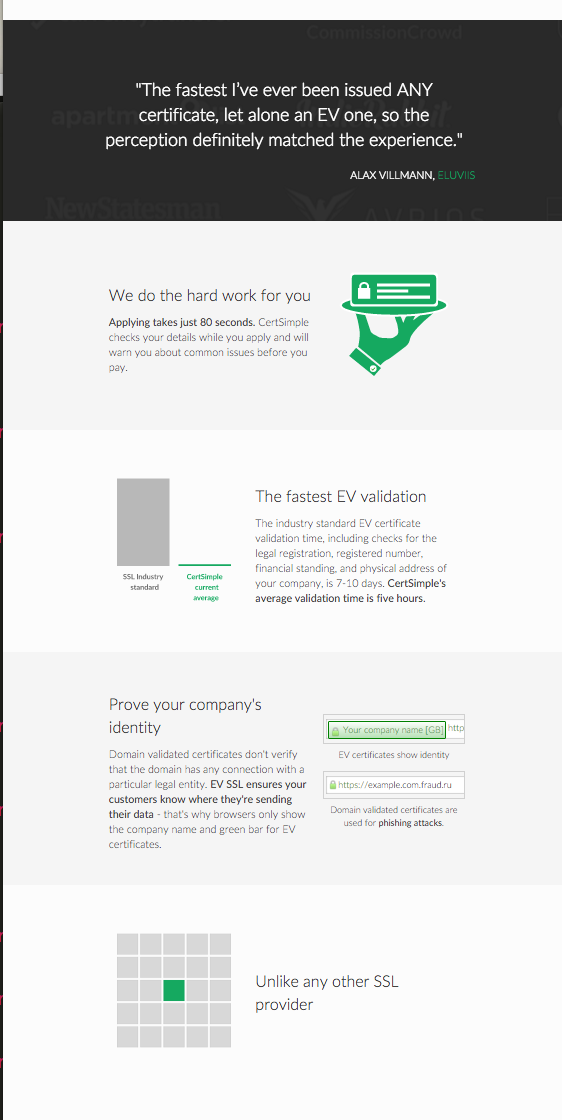 CommissionCrowd
"The fastest I've ever been issued ANY
certificate, let alone an EV one, so the
perception definitely matched the experience."
ALAX VILLMANN, ELUVIIS
NewStatesman
AVRIOS
We do the hard work for you
Applying takes just 80 seconds. CertSimple
checks your details while you apply and will
warn you about common issues before you
pay.
SSL Industry
standard
CertSimple
current
average
The fastest EV validation
The industry standard EV certificate
validation time, including checks for the
legal registration, registered number,
financial standing, and physical address of
your company, is 7-10 days. CertSimple's
average validation time is five hours.
Prove your company's
identity
Domain validated certificates don't verify
that the domain has any connection with a
particular legal entity. EV SSL ensures your
customers know where they're sending
their data - that's why browsers only show
the company name and green bar for EV
certificates.
Your company name [GB] http
EV certificates show identity
https://example.com.fraud.ru
Domain validated certificates are
used for phishing attacks.
Unlike any other SSL
provider